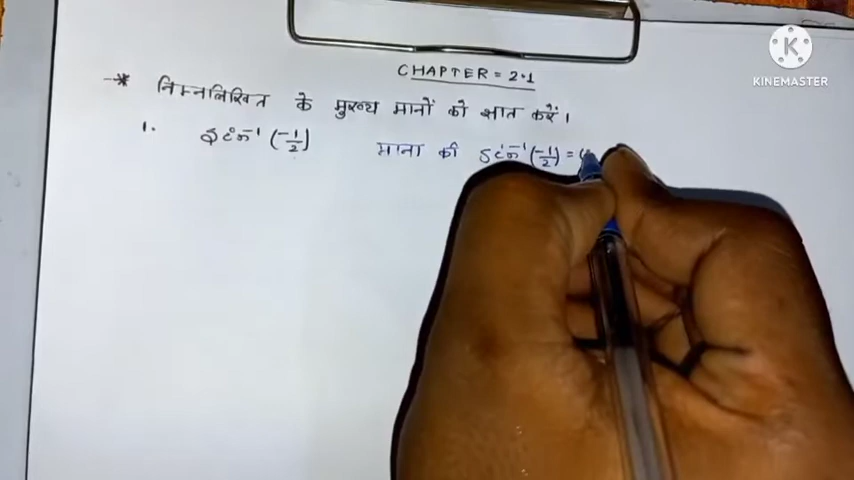 CHAPTER = 2.1
निम्नलिखित के मुख्य मानों को ज्ञात करें।
1. Sin⁻¹ (-1/2) माना की Sin⁻¹ (-1/2) =
KINEMASTER